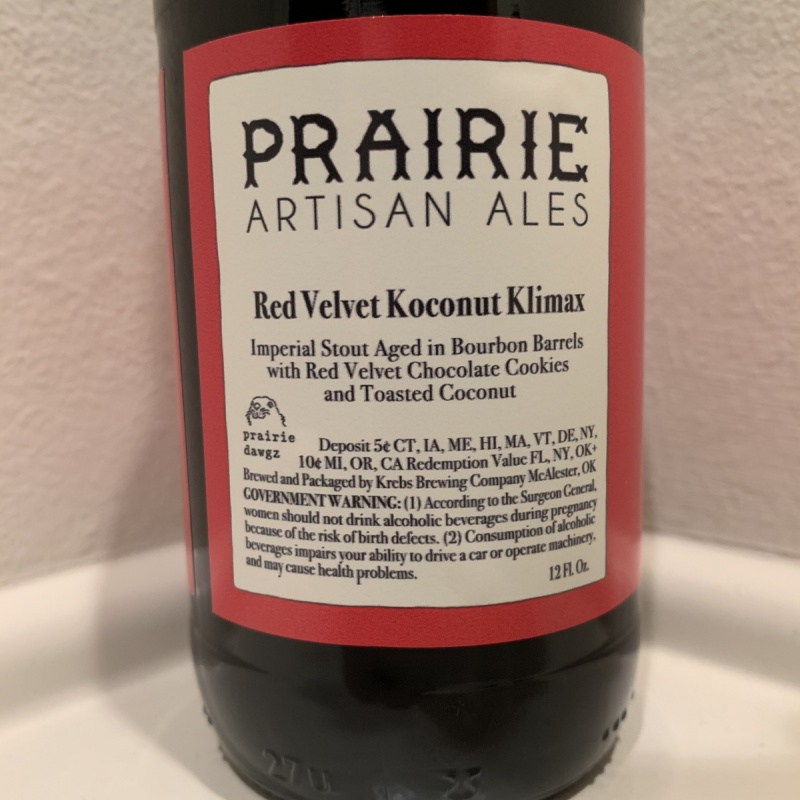 PRAIRIE
ARTISAN ALES
Red Velvet Koconut Klimax
Imperial Stout Aged in Bourbon Barrels
with Red Velvet Chocolate Cookies
and Toasted Coconut
prairie
dawgz
Deposit 5¢ CT, IA, ME, HI, MA, VT, DE, NY,
10¢ MI, OR, CA Redemption Value FL, NY, OK+
Brewed and Packaged by Krebs Brewing Company McAlester, OK
GOVERNMENT WARNING: (1) According to the Surgeon General,
women should not drink alcoholic beverages during pregnancy
because of the risk of birth defects. (2) Consumption of alcoholic
beverages impairs your ability to drive a car or operate machinery,
and may cause health problems.
12 Fl. Oz.